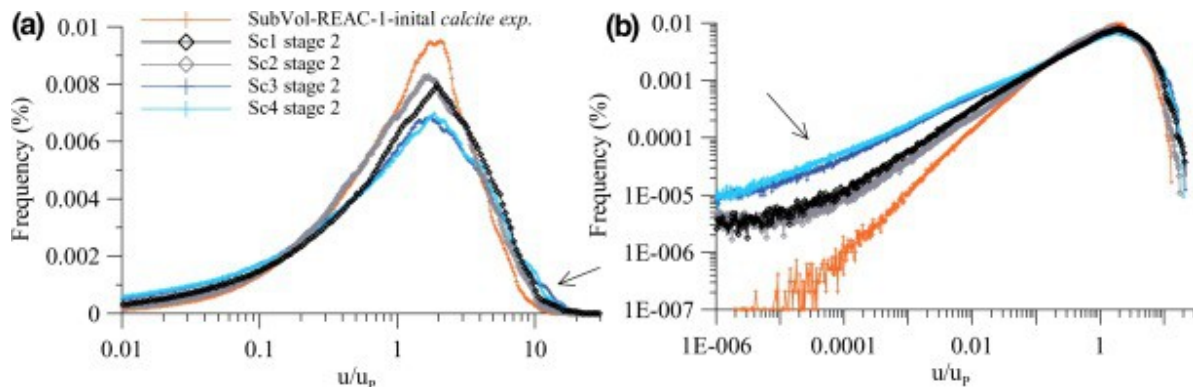 (a)
0.01
0.008
0.006
0.004
0.002
0
Frequency (%)
SubVol-REAC-1-inital calcite exp.
Sc1 stage 2
Sc2 stage 2
Sc3 stage 2
Sc4 stage 2
0.01
0.1
1
10
u/up
(b)
0.01
0.001
0.0001
1E-005
1E-006
1E-007
Frequency (%)
1E-006
0.0001
0.01
1
u/up